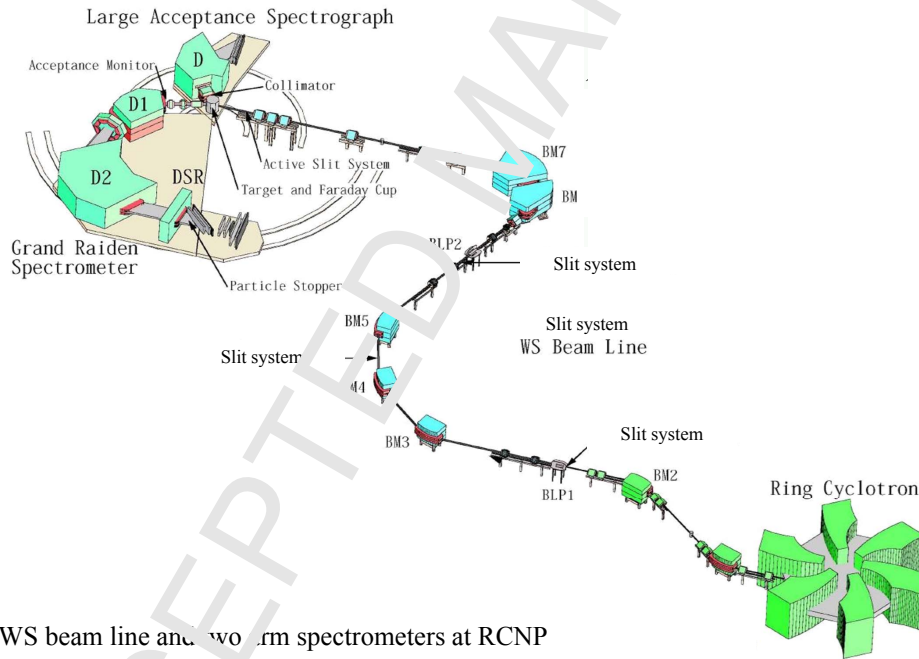 Large Acceptance Spectrograph
Acceptance Monitor
D
Collimator
D1
Active Slit System
D2
DSR
Target and Faraday Cup
BM7
BM
BLP2
Slit system
Grand Raiden
Spectrometer
Particle Stopper
BM5
Slit system
WS Beam Line
Slit system
BM3
Slit system
BM2
BLP1
Ring Cyclotron
WS beam line and two arm spectrometers at RCNP